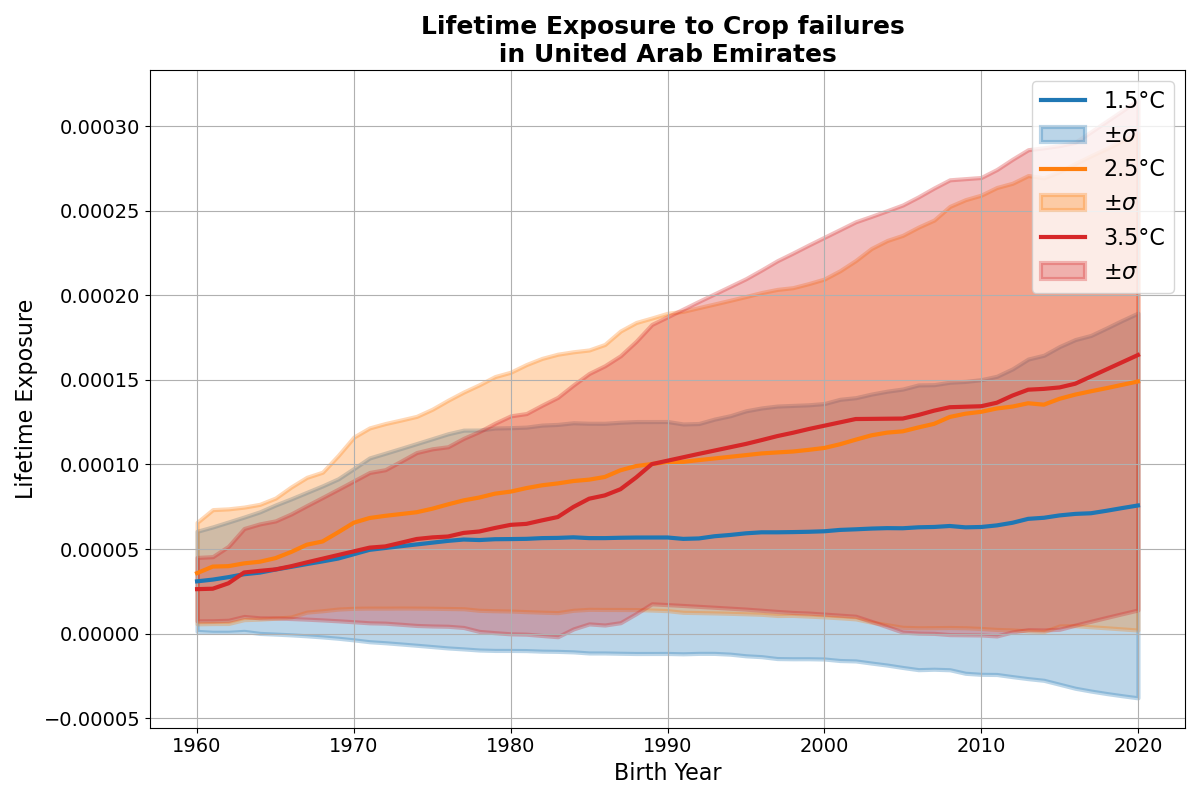 Lifetime Exposure to Crop failures
in United Arab Emirates
Lifetime Exposure
0.00030
0.00025
0.00020
0.00015
0.00010
0.00005
0.00000
−0.00005
1.5°C
±σ
2.5°C
±σ
3.5°C
±σ
1960 1970 1980 1990 2000 2010 2020
Birth Year